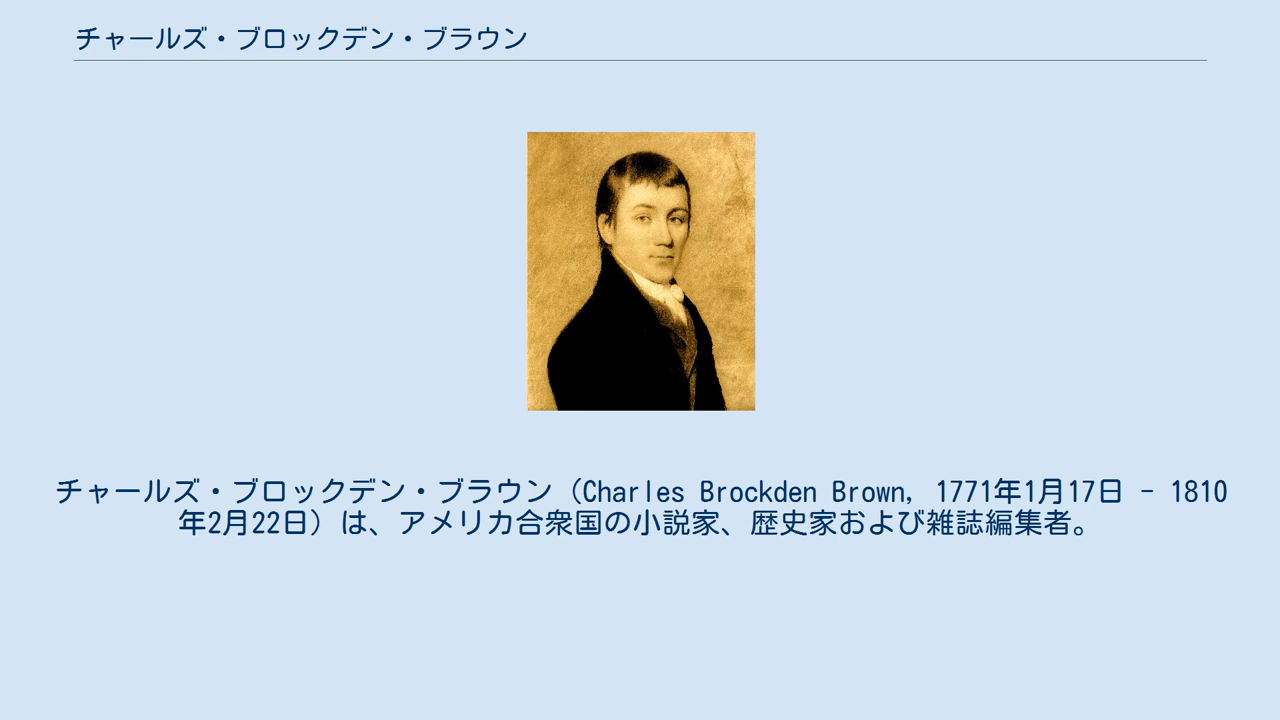 チャールズ・ブロックデン・ブラウン
チャールズ・ブロックデン・ブラウン（Charles Brockden Brown, 1771年1月17日 - 1810
年2月22日）は、アメリカ合衆国の小説家、歴史家および雑誌編集者。